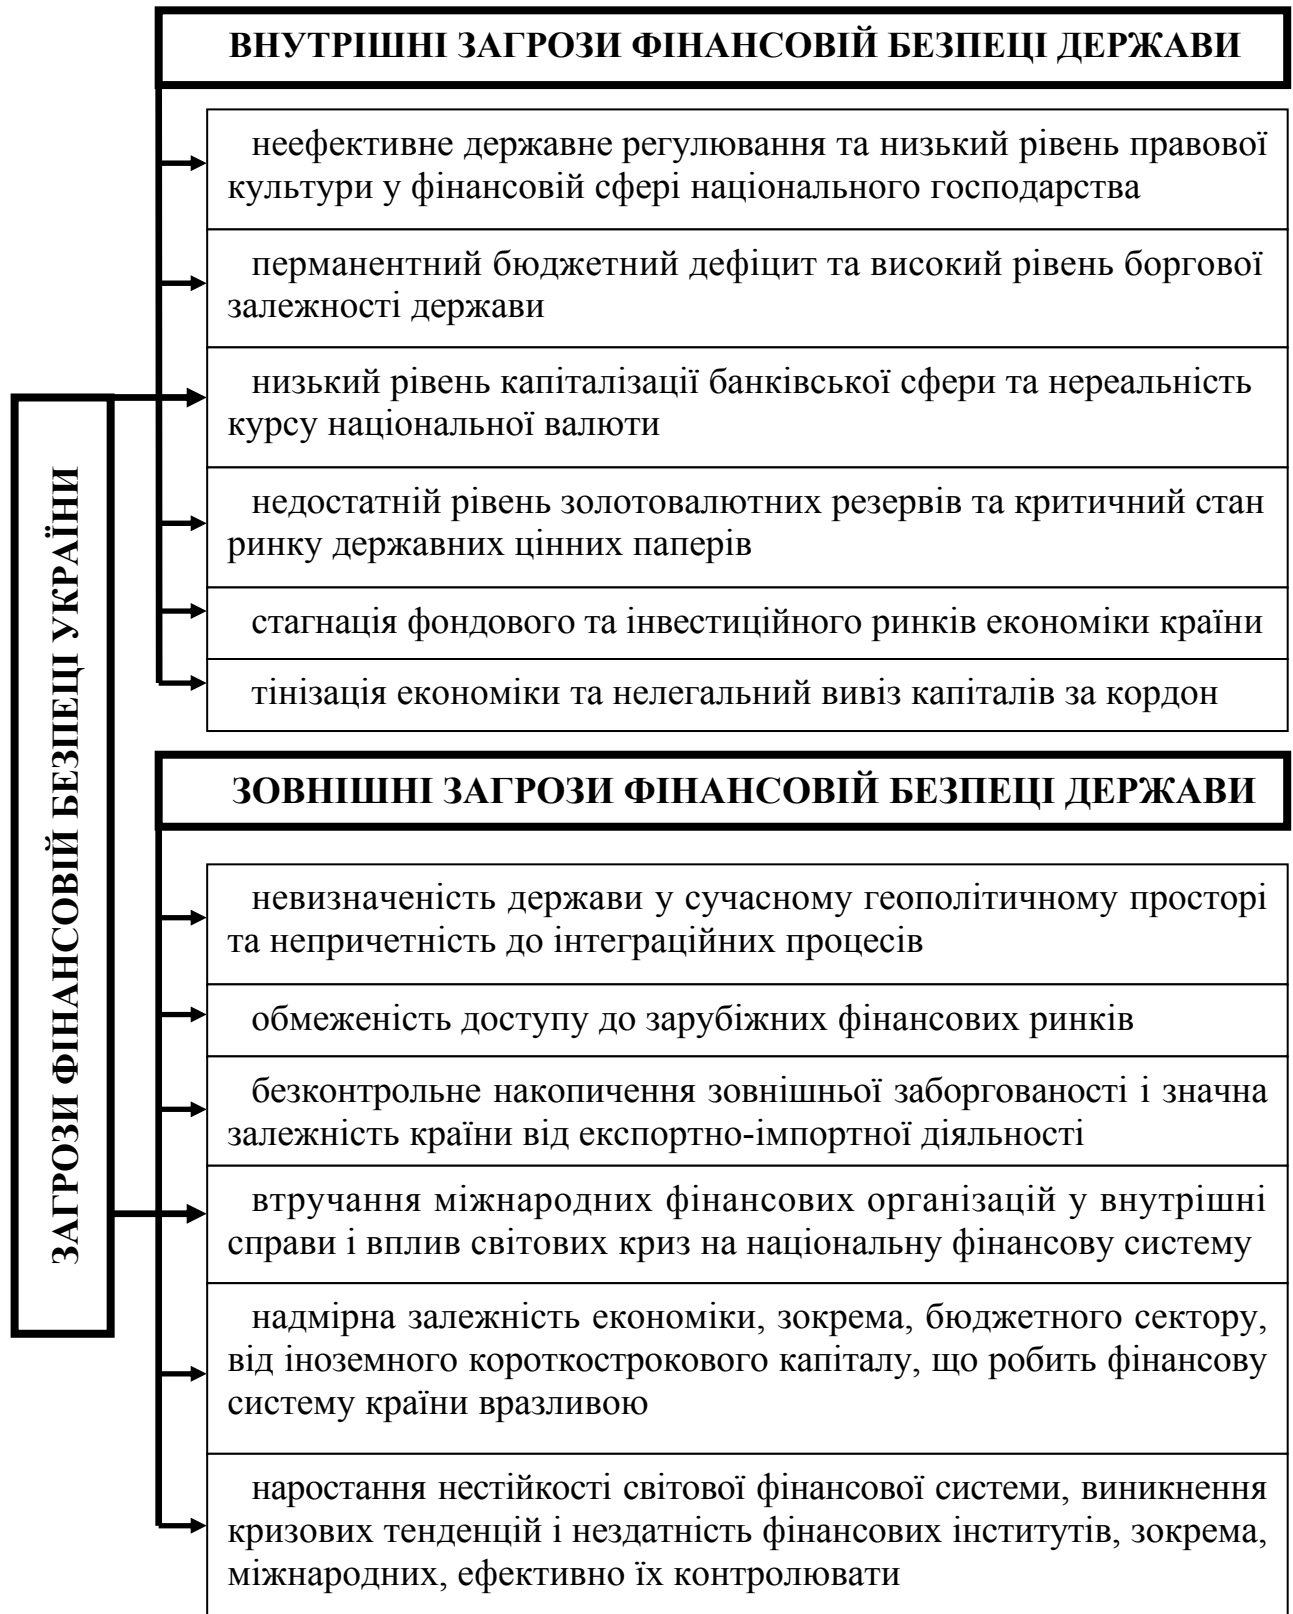 ВНУТРІШНІ ЗАГРОЗИ ФІНАНСОВІЙ БЕЗПЕЦІ ДЕРЖАВИ
неефективне державне регулювання та низький рівень правової
культури у фінансовій сфері національного господарства
перманентний бюджетний дефіцит та високий рівень боргової
залежності держави
низький рівень капіталізації банківської сфери та нереальність
курсу національної валюти
недостатній рівень золотовалютних резервів та критичний стан
ринку державних цінних паперів
стагнація фондового та інвестиційного ринків економіки країни
тінізація економіки та нелегальний вивіз капіталів за кордон
ЗАГРОЗИ ФІНАНСОВІЙ БЕЗПЕЦІ УКРАЇНИ
ЗОВНІШНІ ЗАГРОЗИ ФІНАНСОВІЙ БЕЗПЕЦІ ДЕРЖАВИ
невизначеність держави у сучасному геополітичному просторі
та непричетність до інтеграційних процесів
обмеженість доступу до зарубіжних фінансових ринків
безконтрольне накопичення зовнішньої заборгованості і значна
залежність країни від експортно-імпортної діяльності
втручання міжнародних фінансових організацій у внутрішні
справи і вплив світових криз на національну фінансову систему
надмірна залежність економіки, зокрема, бюджетного сектору,
від іноземного короткострокового капіталу, що робить фінансову
систему країни вразливою
наростання нестійкості світової фінансової системи, виникнення
кризових тенденцій і нездатність фінансових інститутів, зокрема,
міжнародних, ефективно їх контролювати